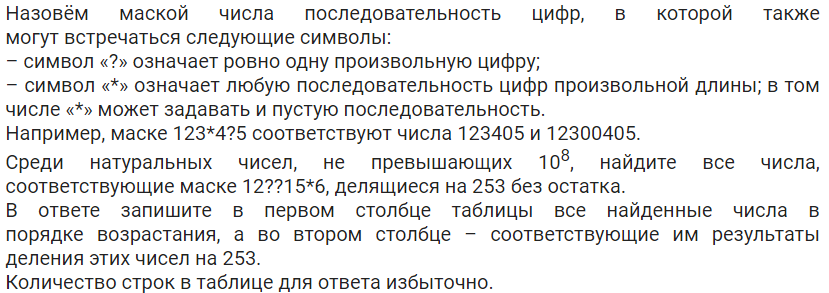 Назовём маской числа последовательность цифр, в которой также
могут встречаться следующие символы:
– символ «?» означает ровно одну произвольную цифру;
– символ «*» означает любую последовательность цифр произвольной длины; в том
числе «*» может задавать и пустую последовательность.
Например, маске 123*4?5 соответствуют числа 123405 и 12300405.
Среди натуральных чисел, не превышающих 10⁸, найдите все числа,
соответствующие маске 12??15*6, делящиеся на 253 без остатка.
В ответе запишите в первом столбце таблицы все найденные числа в
порядке возрастания, а во втором столбце – соответствующие им результаты
деления этих чисел на 253.
Количество строк в таблице для ответа избыточно.